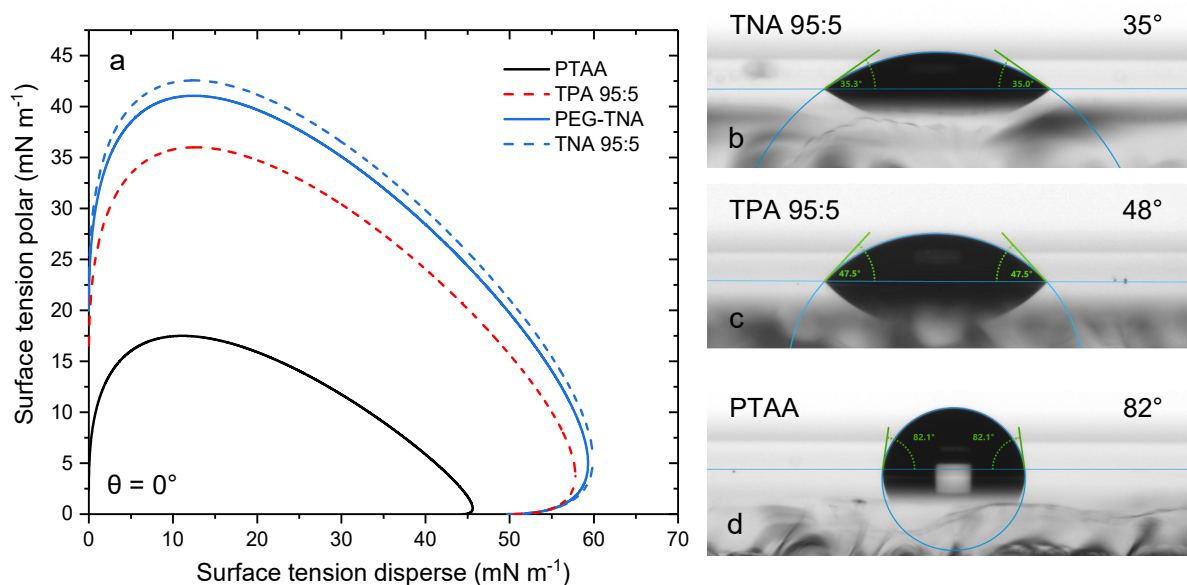 a
PTAA
TPA 95:5
PEG-TNA
TNA 95:5
45
40
35
30
25
20
15
10
5
0
θ = 0°
0 10 20 30 40 50 60 70
Surface tension polar (mN m⁻¹)
Surface tension disperse (mN m⁻¹)
TNA 95:5 35°
35.3° 35.0°
b
TPA 95:5 48°
47.5° 47.5°
c
PTAA 82°
82.1° 82.1°
d